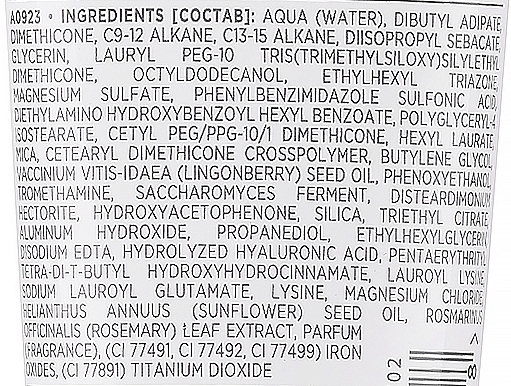 A0923 • INGREDIENTS [СОСТАВ]: AQUA (WATER), DIBUTYL ADIPATE,
DIMETHICONE, C9-12 ALKANE, C13-15 ALKANE, DIISOPROPYL SEBACATE,
GLYCERIN, LAURYL PEG-10 TRIS(TRIMETHYLSILOXY)SILYLETHYL
DIMETHICONE, OCTYLDODECANOL, ETHYLHEXYL TRIAZONE,
MAGNESIUM SULFATE, PHENYLBENZIMIDAZOLE SULFONIC ACID,
DIETHYLAMINO HYDROXYBENZOYL HEXYL BENZOATE, POLYGLYCERYL-4
ISOSTEARATE, CETYL PEG/PPG-10/1 DIMETHICONE, HEXYL LAURATE,
MICA, CETEARYL DIMETHICONE CROSSPOLYMER, BUTYLENE GLYCOL,
VACCINIUM VITIS-IDAEA (LINGONBERRY) SEED OIL, PHENOXYETHANOL,
TROMETHAMINE, SACCHAROMYCES FERMENT, DISTEARDIMONIUM
HECTORITE, HYDROXYACETOPHENONE, SILICA, TRIETHYL CITRATE,
ALUMINUM HYDROXIDE, PROPANEDIOL, ETHYLHEXYLGLYCERIN,
DISODIUM EDTA, HYDROLYZED HYALURONIC ACID, PENTAERYTHRITYL
TETRA-DI-T-BUTYL HYDROXYHYDROCINNAMATE, LAUROYL LYSINE,
SODIUM LAUROYL GLUTAMATE, LYSINE, MAGNESIUM CHLORIDE,
HELIANTHUS ANNUUS (SUNFLOWER) SEED OIL, ROSMARINUS
OFFICINALIS (ROSEMARY) LEAF EXTRACT, PARFUM
(FRAGRANCE), (CI 77491, CI 77492, CI 77499) IRON
OXIDES, (CI 77891) TITANIUM DIOXIDE
02
8
>